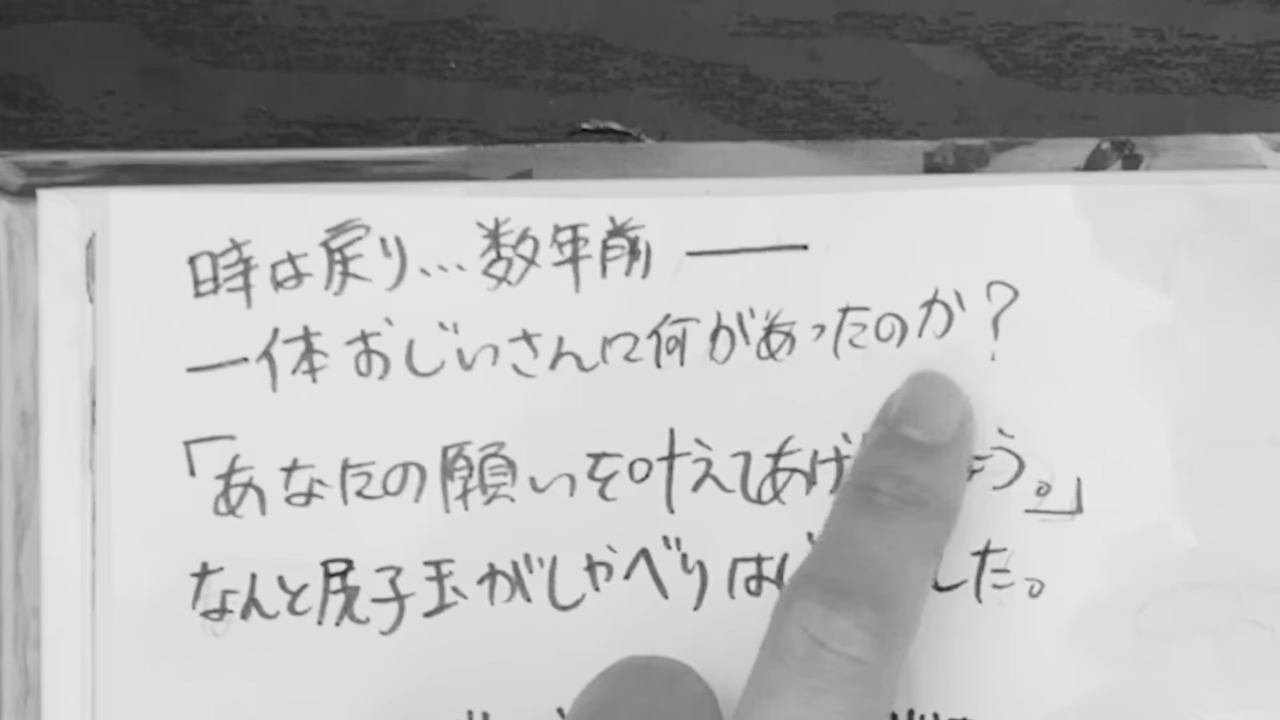 時は戻り…数年前 ——
一体おじいさんに何があったのか?
「あなたの願いを叶えてあげ う。」
なんと尻子玉がしゃべりは した。